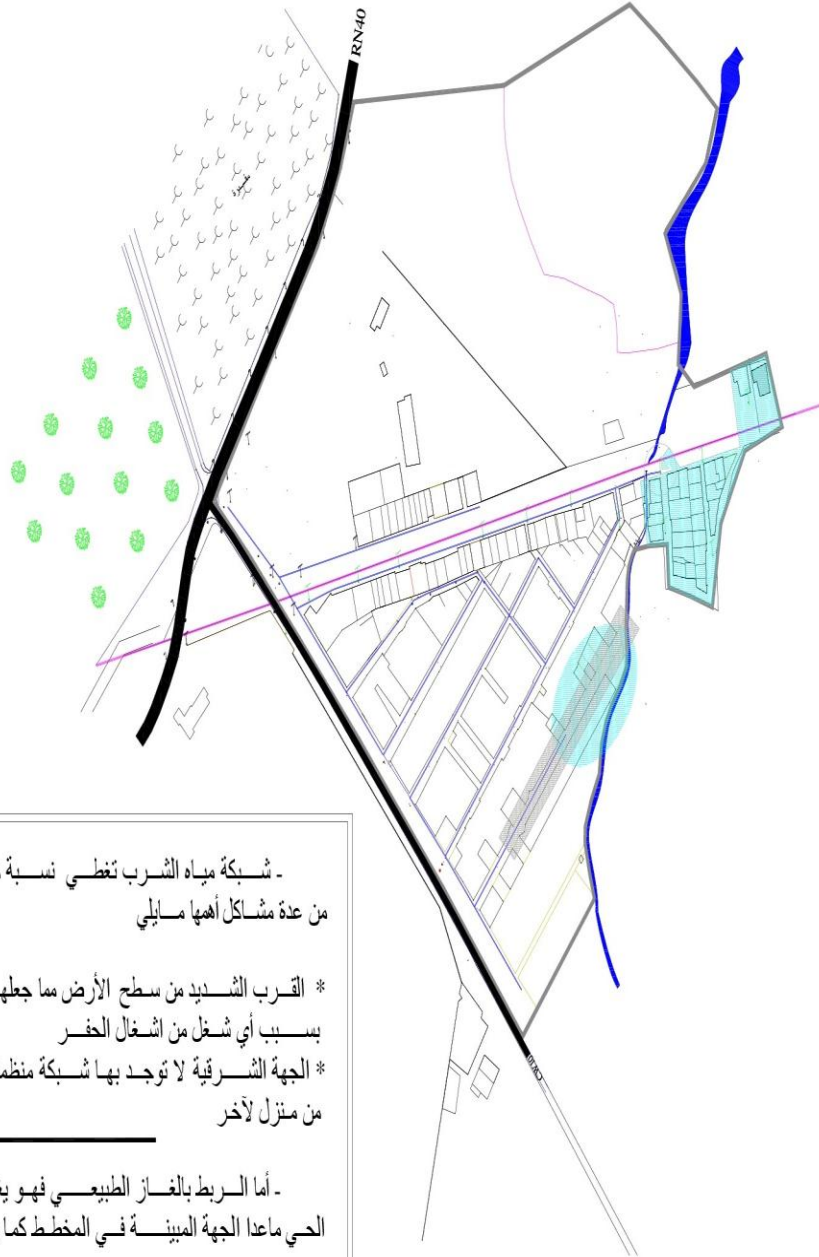 RN40
- شبكة مياه الشرب تغطي نسبة
من عدة مشاكل أهمها مايلي
* القرب الشديد من سطح الأرض مما جعلها
بسبب أي شغل من اشغال الحفر
* الجهة الشرقية لا توجد بها شبكة
من منزل لآخر
- أما الربط بالغاز الطبيعي فهو
الحي ماعدا الجهة المبينة في المخطط كما